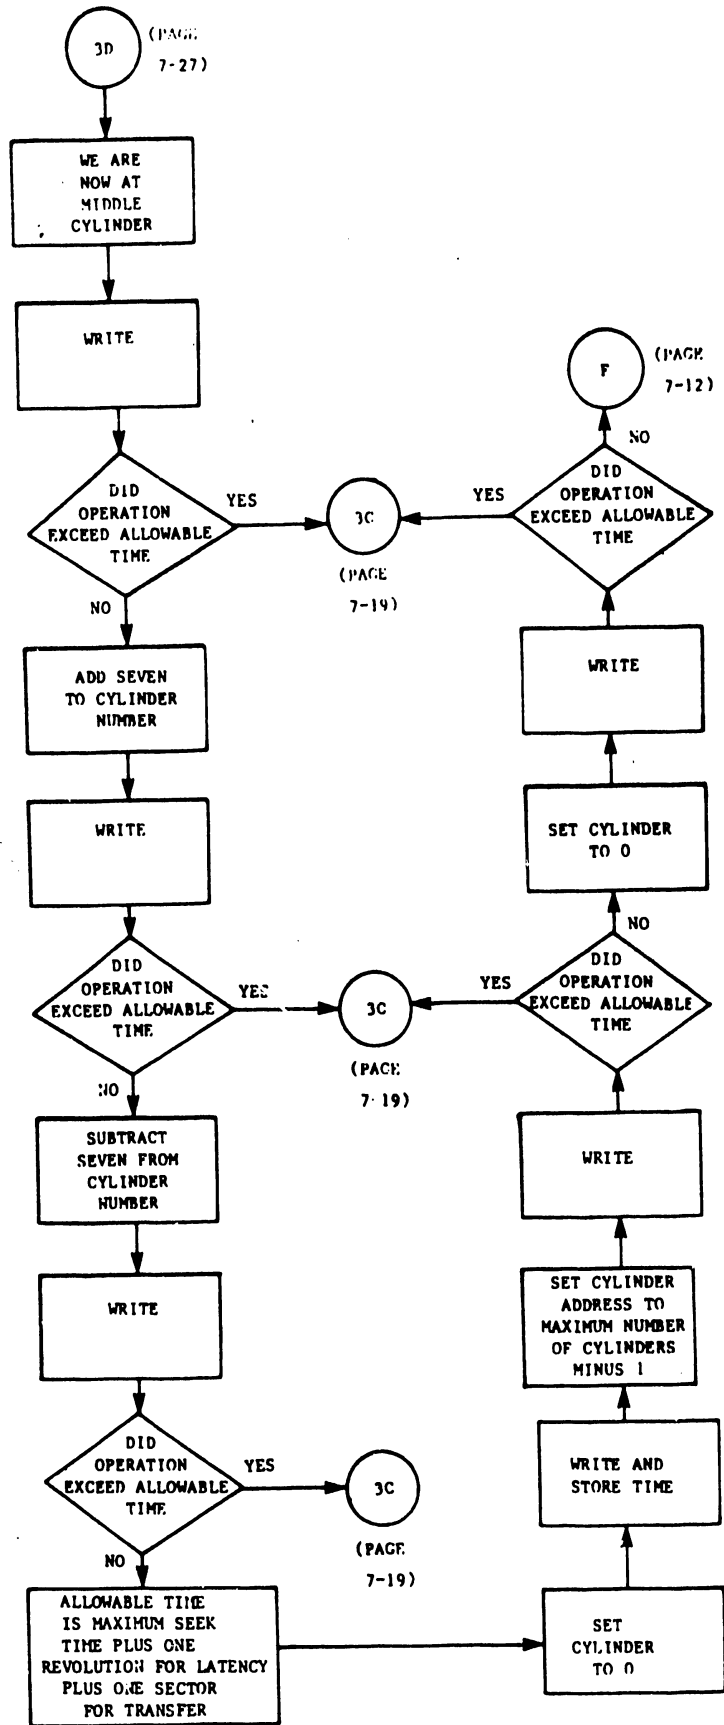 3D
(PAGE
7-27)
WE ARE
NOW AT
MIDDLE
CYLINDER
WRITE
DID
OPERATION
EXCEED ALLOWABLE
TIME
YES
3C
(PAGE
7-19)
NO
ADD SEVEN
TO CYLINDER
NUMBER
WRITE
DID
OPERATION
EXCEED ALLOWABLE
TIME
YES
3C
(PAGE
7-19)
NO
SUBTRACT
SEVEN FROM
CYLINDER
NUMBER
WRITE
DID
OPERATION
EXCEED ALLOWABLE
TIME
YES
3C
(PAGE
7-19)
NO
ALLOWABLE TIME
IS MAXIMUM SEEK
TIME PLUS ONE
REVOLUTION FOR LATENCY
PLUS ONE SECTOR
FOR TRANSFER
SET
CYLINDER
TO 0
WRITE AND
STORE TIME
SET CYLINDER
ADDRESS TO
MAXIMUM NUMBER
OF CYLINDERS
MINUS 1
WRITE
DID
OPERATION
EXCEED ALLOWABLE
TIME
YES
NO
SET CYLINDER
TO 0
WRITE
DID
OPERATION
EXCEED ALLOWABLE
TIME
YES
NO
F
(PAGE
7-12)